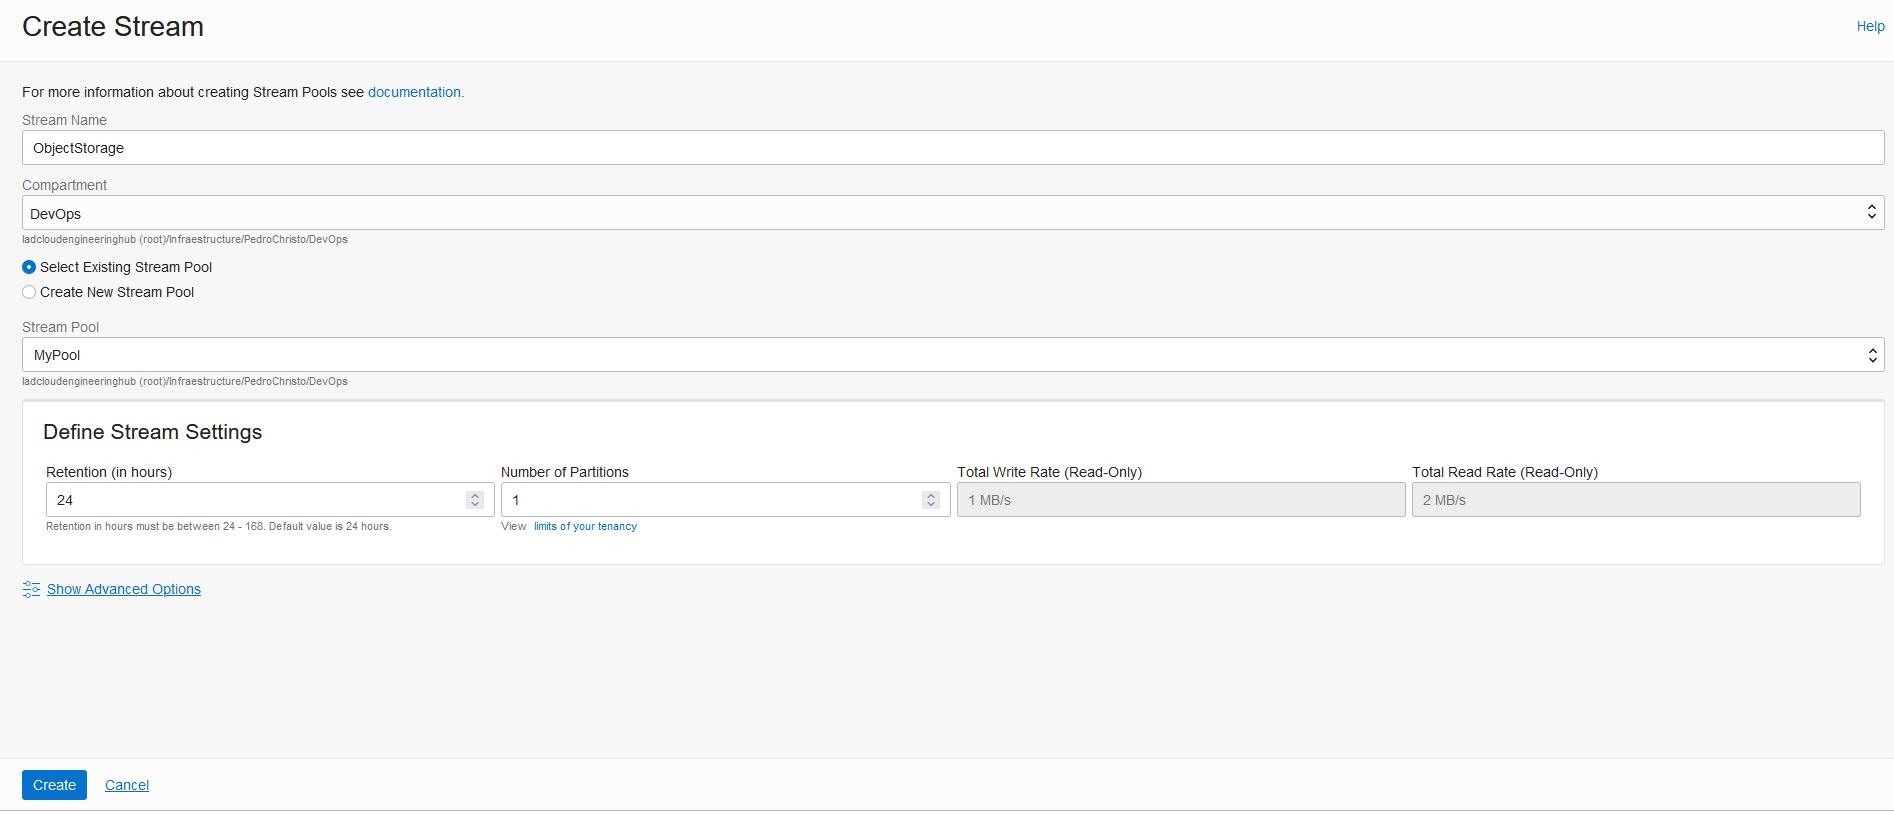 Create Stream
Help
For more information about creating Stream Pools see documentation.
Stream Name
ObjectStorage
Compartment
DevOps
ladcloudengineeringhub (root)/Infraestructure/PedroChristo/DevOps
Select Existing Stream Pool
Create New Stream Pool
Stream Pool
MyPool
ladcloudengineeringhub (root)/Infraestructure/PedroChristo/DevOps
Define Stream Settings
Retention (in hours)
24
Retention in hours must be between 24 - 168. Default value is 24 hours.
Number of Partitions
1
View limits of your tenancy
Total Write Rate (Read-Only)
1 MB/s
Total Read Rate (Read-Only)
2 MB/s
Show Advanced Options
Create
Cancel